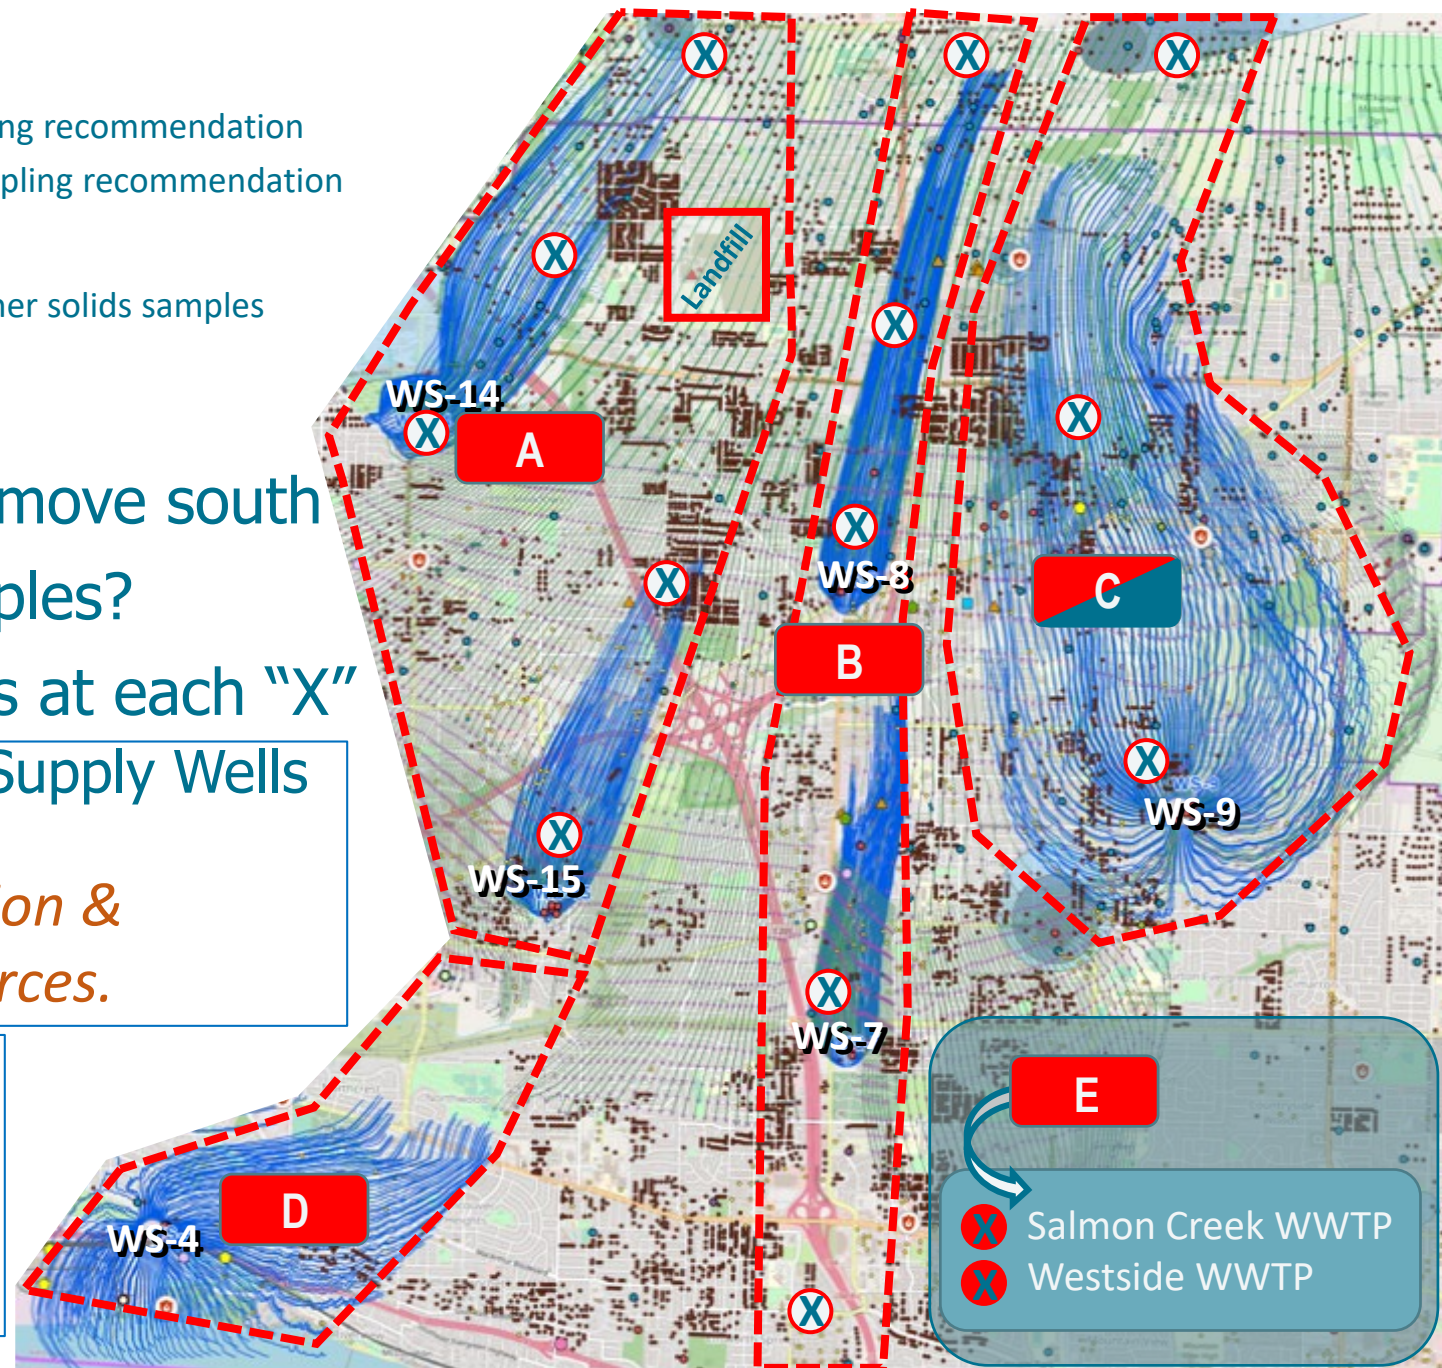 ng recommendation
pling recommendation
ner solids samples
move south
ples?
s at each “X”
Supply Wells
ion &
rces.
X
X
X
X
Landfill
X
X
WS-14
X
A
X
X
WS-8
X
C
B
X
WS-9
X
WS-15
X
WS-7
E
D
WS-4
X Salmon Creek WWTP
X Westside WWTP
X